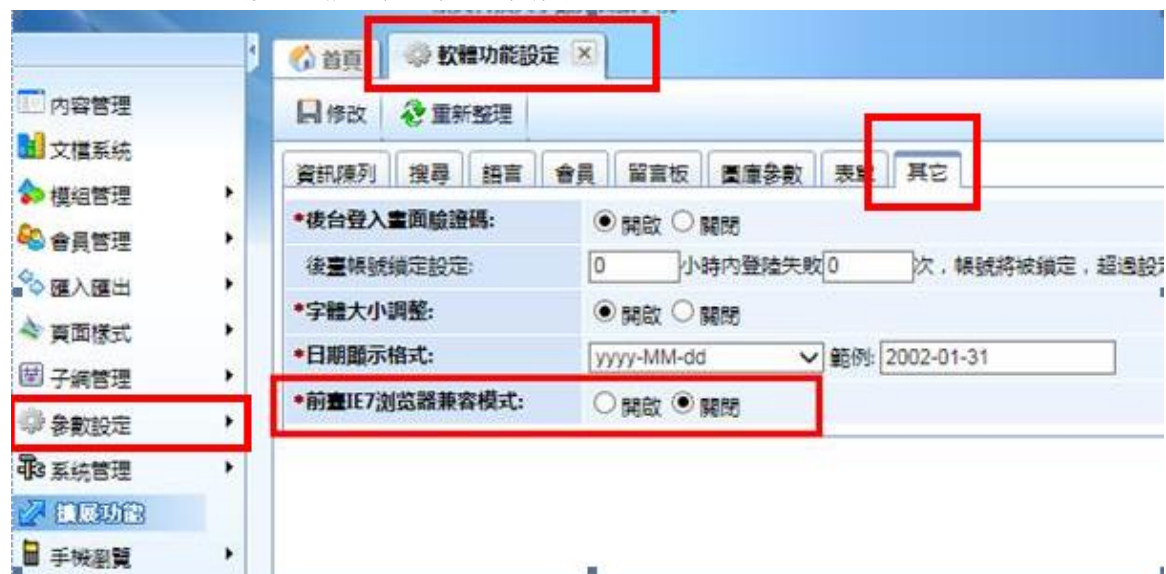 首頁 軟體功能設定
修改 重新整理
資訊陣列 搜尋 語言 會員 留言板 圖庫參數 表單 其它
*後台登入畫面驗證碼: 開啟 關閉
後臺帳號鎖定設定: 0 小時內登陸失敗 0 次，帳號將被鎖定，超過設定
*字體大小調整: 開啟 關閉
*日期顯示格式: yyyy-MM-dd 範例: 2002-01-31
*前臺IE7浏览器兼容模式: 開啟 關閉
內容管理
文檔系統
模組管理
會員管理
匯入匯出
頁面樣式
子網管理
參數設定
系統管理
擴展功能
手機瀏覽